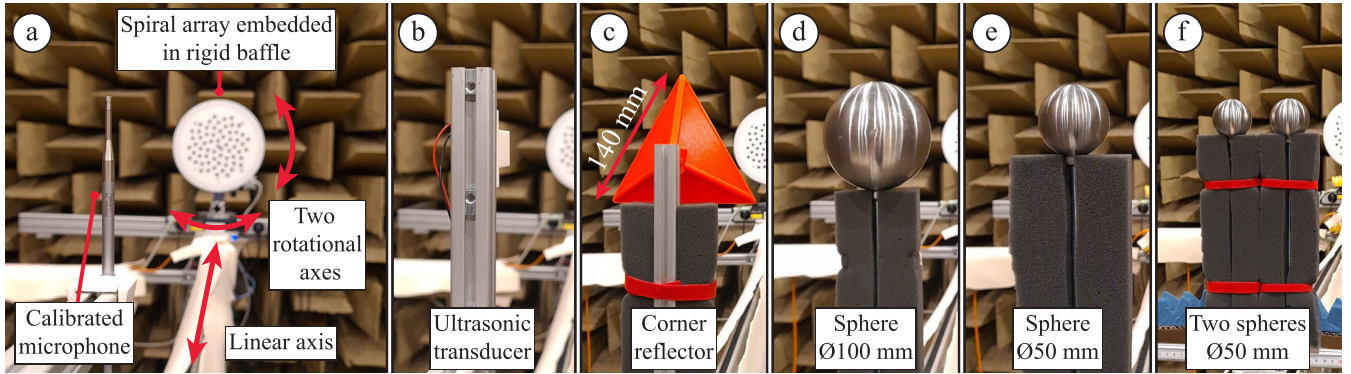 a
Spiral array embedded
in rigid baffle
Two
rotational
axes
Calibrated
microphone
Linear axis
b
Ultrasonic
transducer
c
140 mm
Corner
reflector
d
Sphere
Ø100 mm
e
Sphere
Ø50 mm
f
Two spheres
Ø50 mm